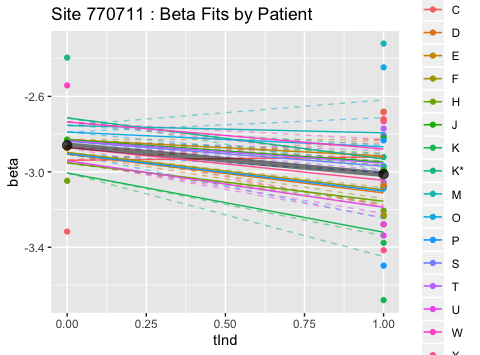 Site 770711 : Beta Fits by Patient
beta
-2.6
-3.0
-3.4
0.00 0.25 0.50 0.75 1.00
tInd
C
D
E
F
H
J
K
K*
M
O
P
S
T
U
W